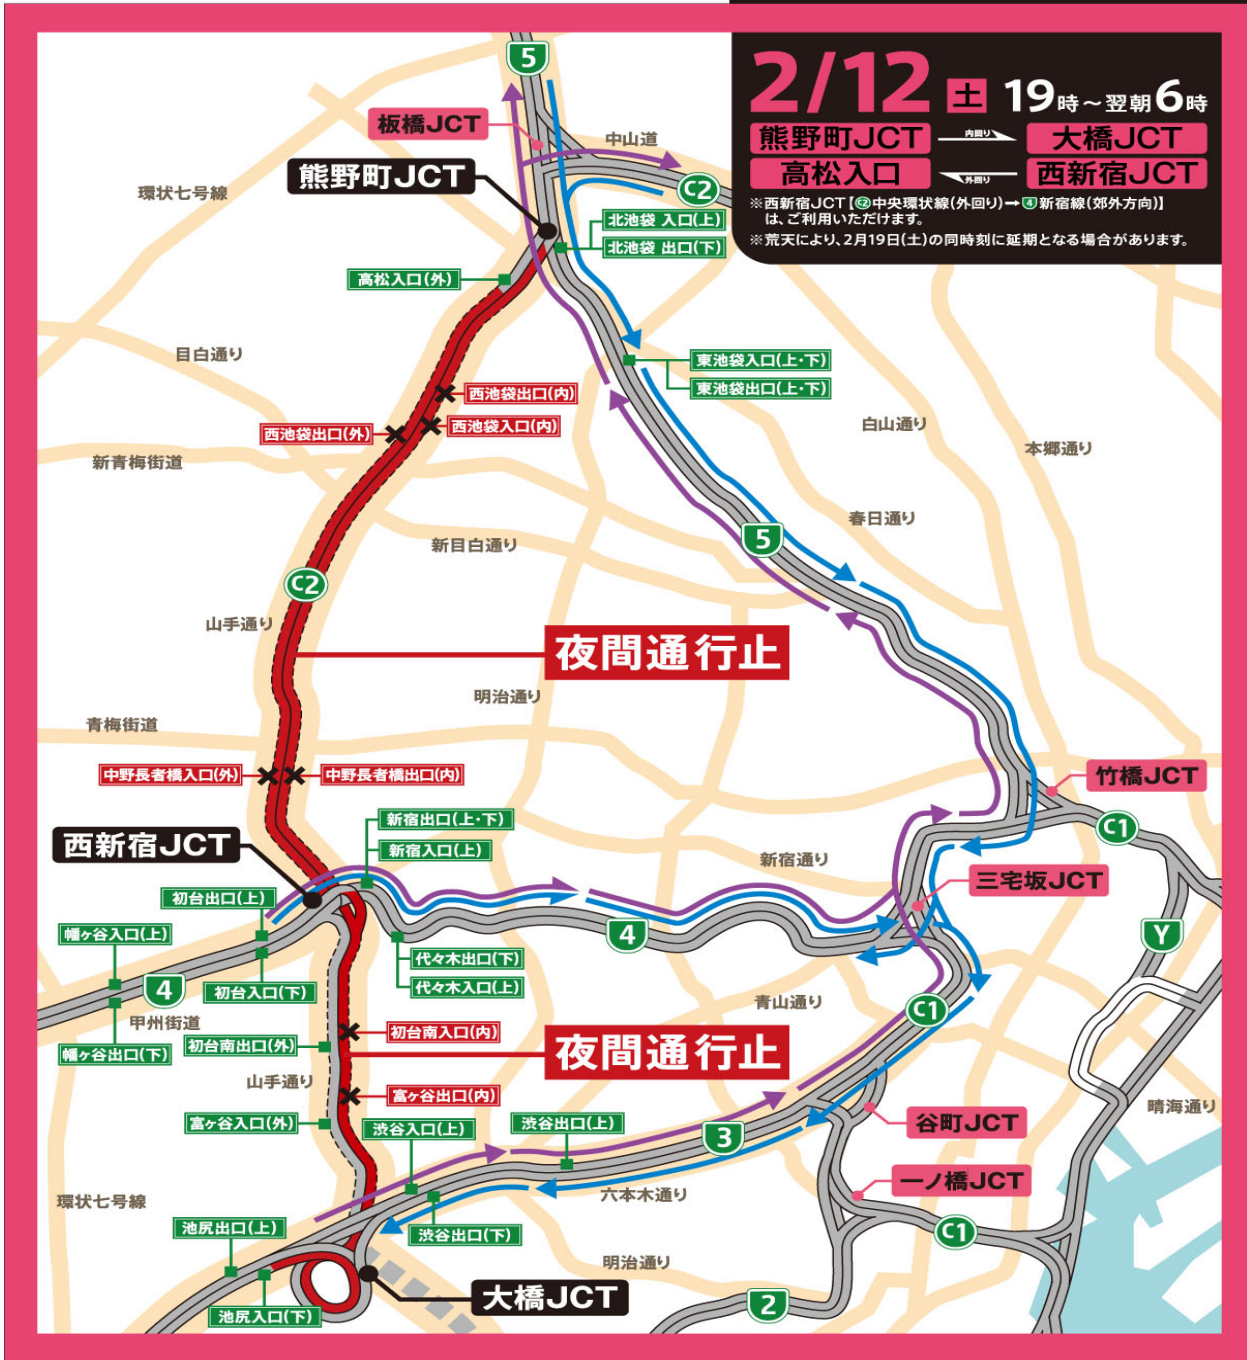 2/12 土 19時～翌朝6時
熊野町JCT 内回り 大橋JCT
高松入口 外回り 西新宿JCT
※西新宿JCT【C2中央環状線(外回り)→4新宿線(郊外方向)】
は、ご利用いただけます。
※荒天により、2月19日(土)の同時刻に延期となる場合があります。
5
板橋JCT
中山道
熊野町JCT
C2
環状七号線
北池袋 入口(上)
北池袋 出口(下)
高松入口(外)
目白通り
東池袋入口(上・下)
東池袋出口(上・下)
西池袋出口(内)
西池袋入口(内)
西池袋出口(外)
白山通り
本郷通り
新青梅街道
春日通り
新目白通り
5
C2
山手通り
夜間通行止
明治通り
青梅街道
中野長者橋入口(外)
中野長者橋出口(内)
竹橋JCT
新宿出口(上・下)
新宿入口(上)
C1
西新宿JCT
新宿通り
三宅坂JCT
初台出口(上)
幡ヶ谷入口(上)
4
Y
代々木出口(下)
代々木入口(上)
4
初台入口(下)
青山通り
C1
甲州街道
初台南入口(内)
初台南出口(外)
幡ヶ谷出口(下)
夜間通行止
山手通り
富ヶ谷出口(内)
晴海通り
富ヶ谷入口(外)
渋谷入口(上)
渋谷出口(上)
3
谷町JCT
一ノ橋JCT
六本木通り
環状七号線
池尻出口(上)
渋谷出口(下)
C1
明治通り
大橋JCT
池尻入口(下)
2